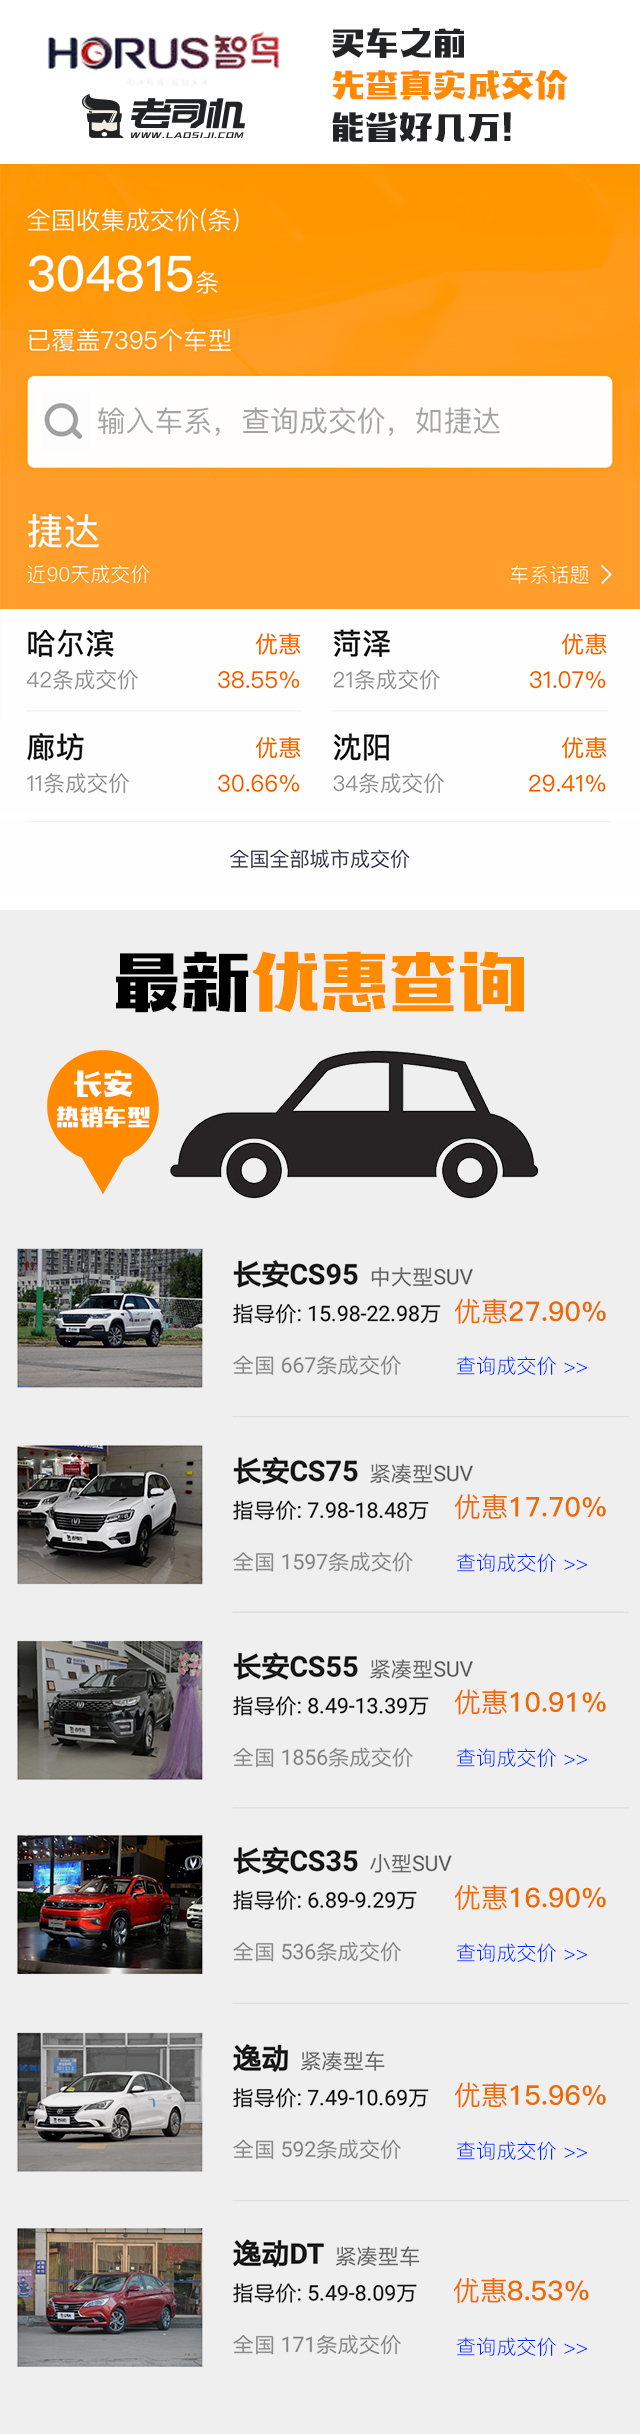 HORUS智鸟
老司机
WWW.LAOSIJI.COM
买车之前
先查真实成交价
能省好几万!
全国收集成交价(条)
304815条
已覆盖7395个车型
输入车系，查询成交价，如捷达
捷达
近90天成交价
车系话题
哈尔滨 优惠
42条成交价 38.55%
菏泽 优惠
21条成交价 31.07%
廊坊 优惠
11条成交价 30.66%
沈阳 优惠
34条成交价 29.41%
全国全部城市成交价
最新优惠查询
长安
热销车型
长安CS95 中大型SUV
指导价: 15.98-22.98万 优惠27.90%
全国 667条成交价 查询成交价 >>
长安CS75 紧凑型SUV
指导价: 7.98-18.48万 优惠17.70%
全国 1597条成交价 查询成交价 >>
长安CS55 紧凑型SUV
指导价: 8.49-13.39万 优惠10.91%
全国 1856条成交价 查询成交价 >>
长安CS35 小型SUV
指导价: 6.89-9.29万 优惠16.90%
全国 536条成交价 查询成交价 >>
逸动 紧凑型车
指导价: 7.49-10.69万 优惠15.96%
全国 592条成交价 查询成交价 >>
逸动DT 紧凑型车
指导价: 5.49-8.09万 优惠8.53%
全国 171条成交价 查询成交价 >>